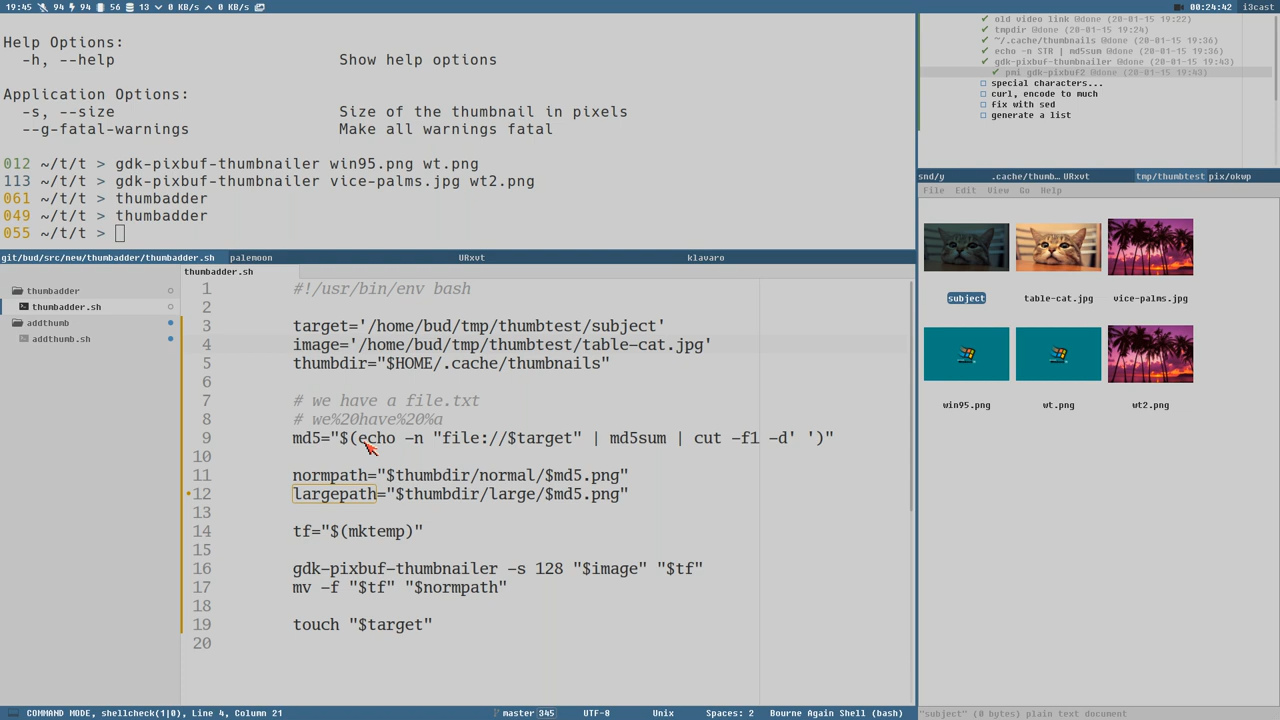 19:45 94 94 56 13 0 KB/s 0 KB/s
00:24:42 i3cast
Help Options:
-h, --help Show help options
Application Options:
-s, --size Size of the thumbnail in pixels
--g-fatal-warnings Make all warnings fatal
012 ~/t/t > gdk-pixbuf-thumbnailer win95.png wt.png
113 ~/t/t > gdk-pixbuf-thumbnailer vice-palms.jpg wt2.png
061 ~/t/t > thumbadder
049 ~/t/t > thumbadder
055 ~/t/t >
✔ old video link @done (20-01-15 19:22)
✔ tmpdir @done (20-01-15 19:24)
✔ ~/.cache/thumbnails @done (20-01-15 19:36)
✔ echo -n STR | md5sum @done (20-01-15 19:36)
✔ gdk-pixbuf-thumbnailer @done (20-01-15 19:43)
✔ pmi gdk-pixbuf2 @done (20-01-15 19:43)
☐ special characters...
☐ curl, encode to much
☐ fix with sed
☐ generate a list
git/bud/src/new/thumbadder/thumbadder.sh palemoon URxvt klavaro
thumbadder
thumbadder.sh
addthumb
addthumb.sh
thumbadder.sh
1 #!/usr/bin/env bash
2
3 target='/home/bud/tmp/thumbtest/subject'
4 image='/home/bud/tmp/thumbtest/table-cat.jpg'
5 thumbdir="$HOME/.cache/thumbnails"
6
7 # we have a file.txt
8 # we%20have%20%a
9 md5="$(echo -n "file://$target" | md5sum | cut -f1 -d' ')"
10
11 normpath="$thumbdir/normal/$md5.png"
12 largepath="$thumbdir/large/$md5.png"
13
14 tf="$(mktemp)"
15
16 gdk-pixbuf-thumbnailer -s 128 "$image" "$tf"
17 mv -f "$tf" "$normpath"
18
19 touch "$target"
20
COMMAND MODE, shellcheck(1|0), Line 4, Column 21 master 345 UTF-8 Unix Spaces: 2 Bourne Again Shell (bash)
snd/y .cache/thumb… URxvt tmp/thumbtest pix/okwp
File Edit View Go Help
subject table-cat.jpg vice-palms.jpg
win95.png wt.png wt2.png
"subject" (0 bytes) plain text document